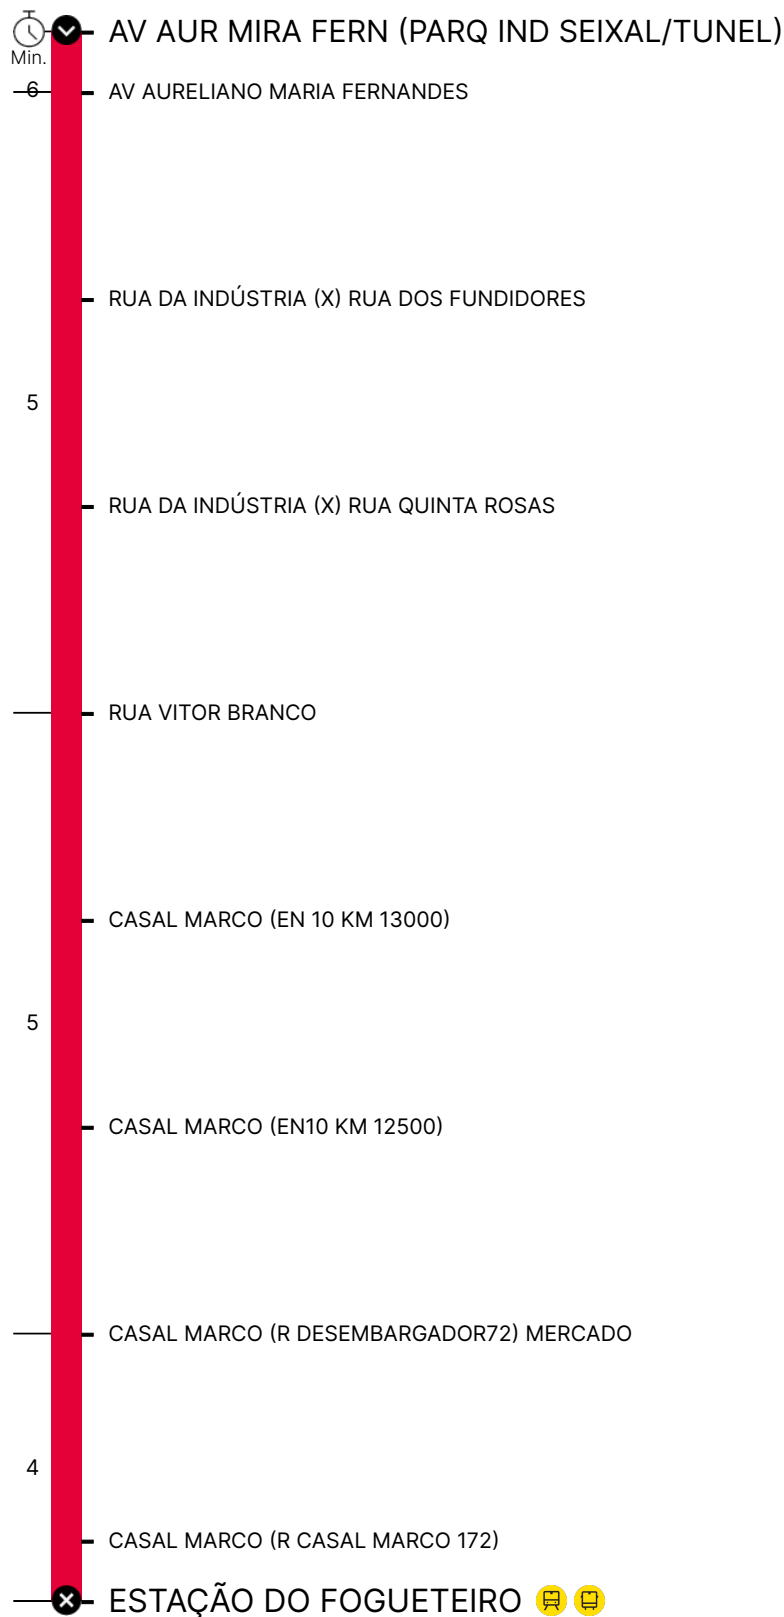 AV AUR MIRA FERN (PARQ IND SEIXAL/TUNEL)
Min.
6
AV AURELIANO MARIA FERNANDES
RUA DA INDÚSTRIA (X) RUA DOS FUNDIDORES
5
RUA DA INDÚSTRIA (X) RUA QUINTA ROSAS
RUA VITOR BRANCO
CASAL MARCO (EN 10 KM 13000)
5
CASAL MARCO (EN10 KM 12500)
CASAL MARCO (R DESEMBARGADOR72) MERCADO
4
CASAL MARCO (R CASAL MARCO 172)
ESTAÇÃO DO FOGUETEIRO